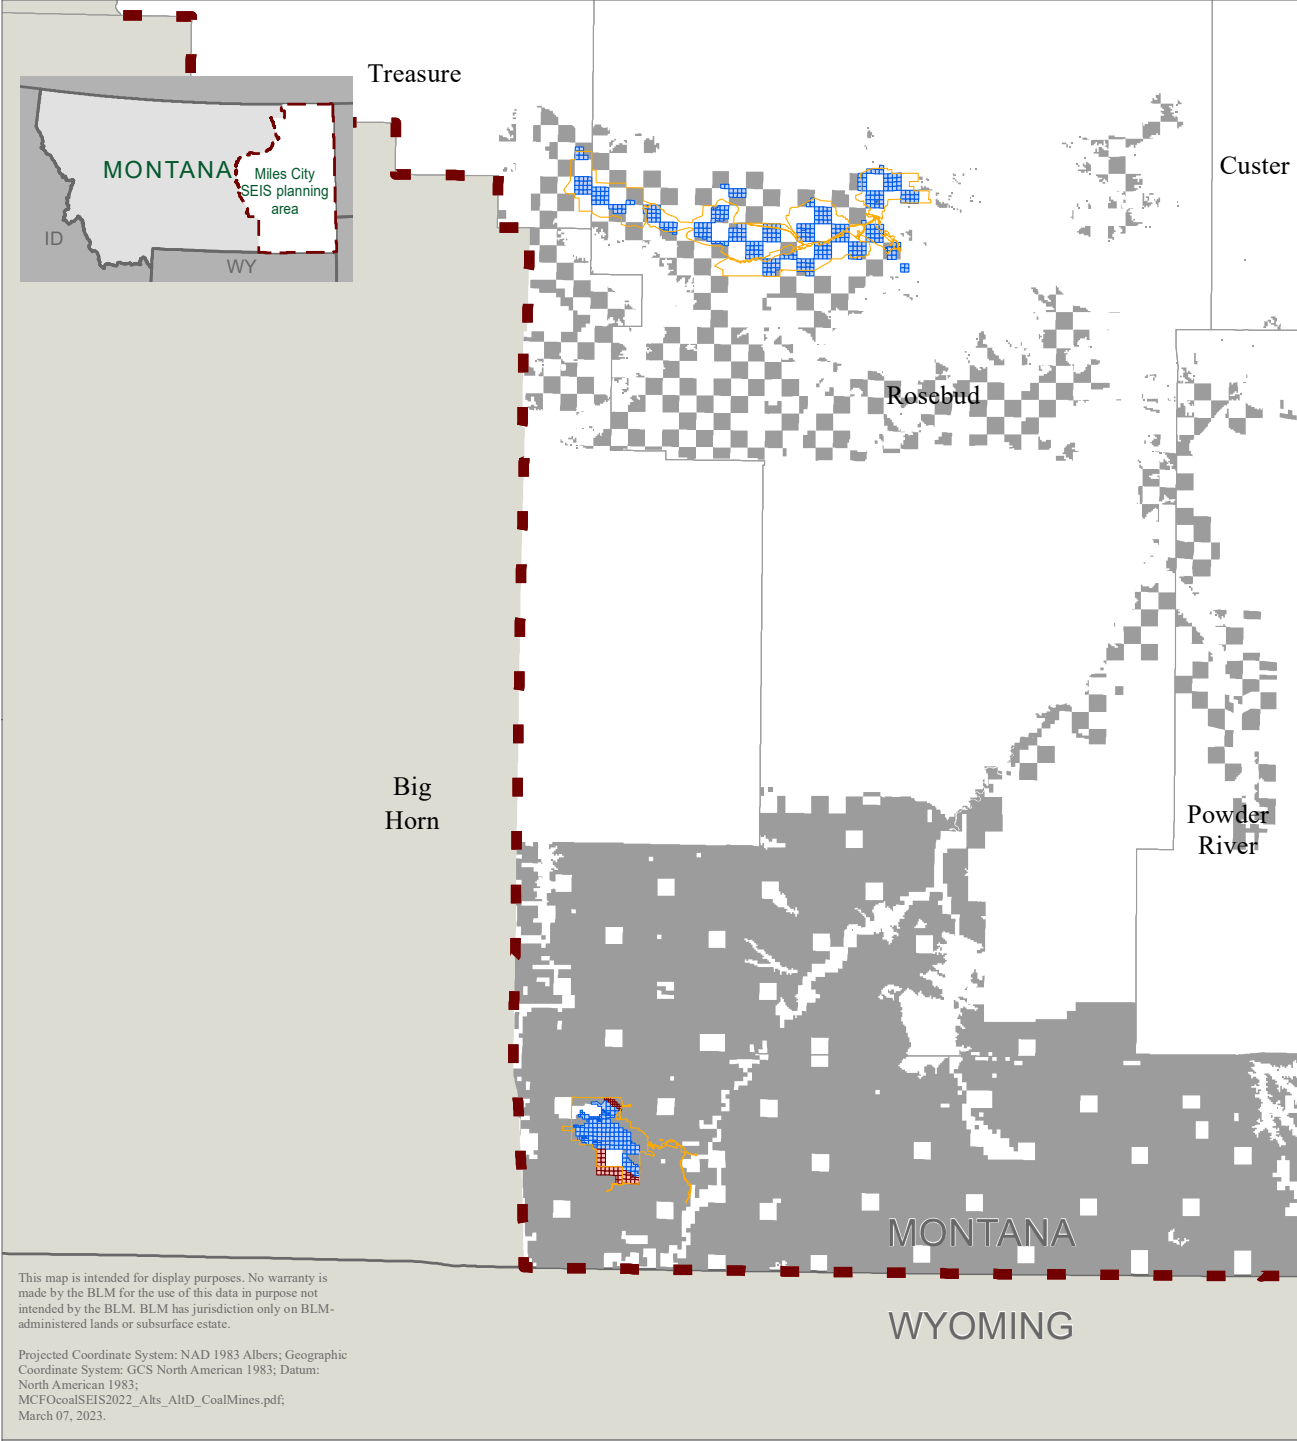 Treasure
Custer
MONTANA
Miles City
SEIS planning
area
ID
WY
Rosebud
Big
Horn
Powder
River
MONTANA
WYOMING
This map is intended for display purposes. No warranty is
made by the BLM for the use of this data in purpose not
intended by the BLM. BLM has jurisdiction only on BLM-
administered lands or subsurface estate.
Projected Coordinate System: NAD 1983 Albers; Geographic
Coordinate System: GCS North American 1983; Datum:
North American 1983;
MCFOcoalSEIS2022_Alts_AltD_CoalMines.pdf;
March 07, 2023.